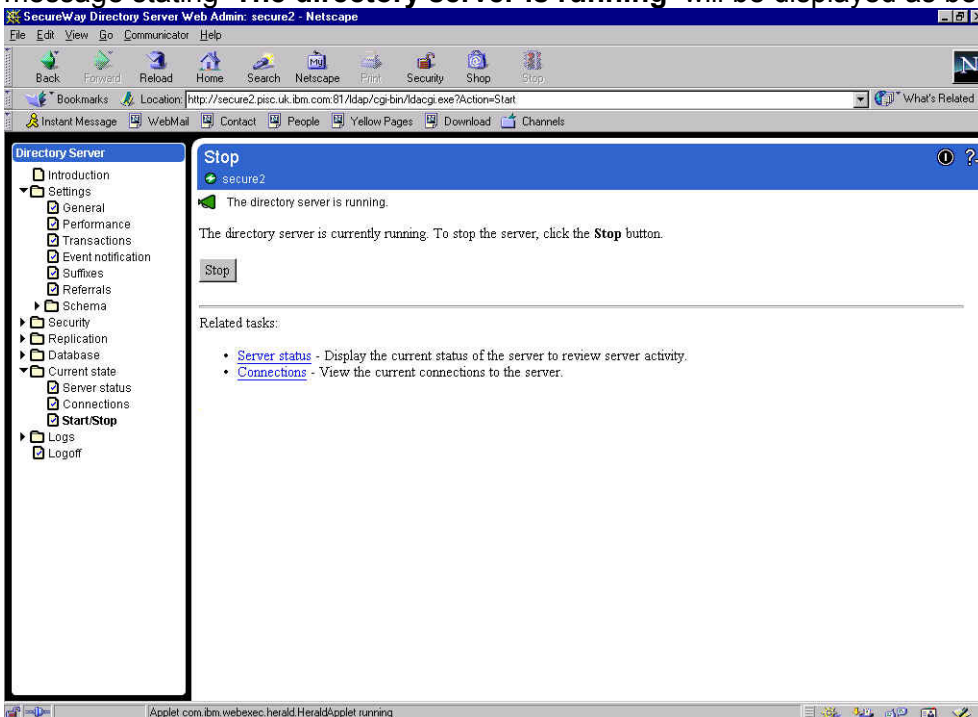 message stating 'The directory server is running' will be displayed as be
SecureWay Directory Server Web Admin: secure2 - Netscape
File Edit View Go Communicator Help
Back Forward Reload Home Search Netscape Print Security Shop Stop
Bookmarks Location: http://secure2.pisc.uk.ibm.com:81/ldap/cgi-bin/ldacgi.exe?Action=Start What's Related
Instant Message WebMail Contact People Yellow Pages Download Channels
Directory Server
Introduction
Settings
General
Performance
Transactions
Event notification
Suffixes
Referrals
Schema
Security
Replication
Database
Current state
Server status
Connections
Start/Stop
Logs
Logoff
Stop
secure2
The directory server is running.
The directory server is currently running. To stop the server, click the Stop button.
Stop
Related tasks:
• Server status - Display the current status of the server to review server activity.
• Connections - View the current connections to the server.
Applet com.ibm.webexec.herald.HeraldApplet running